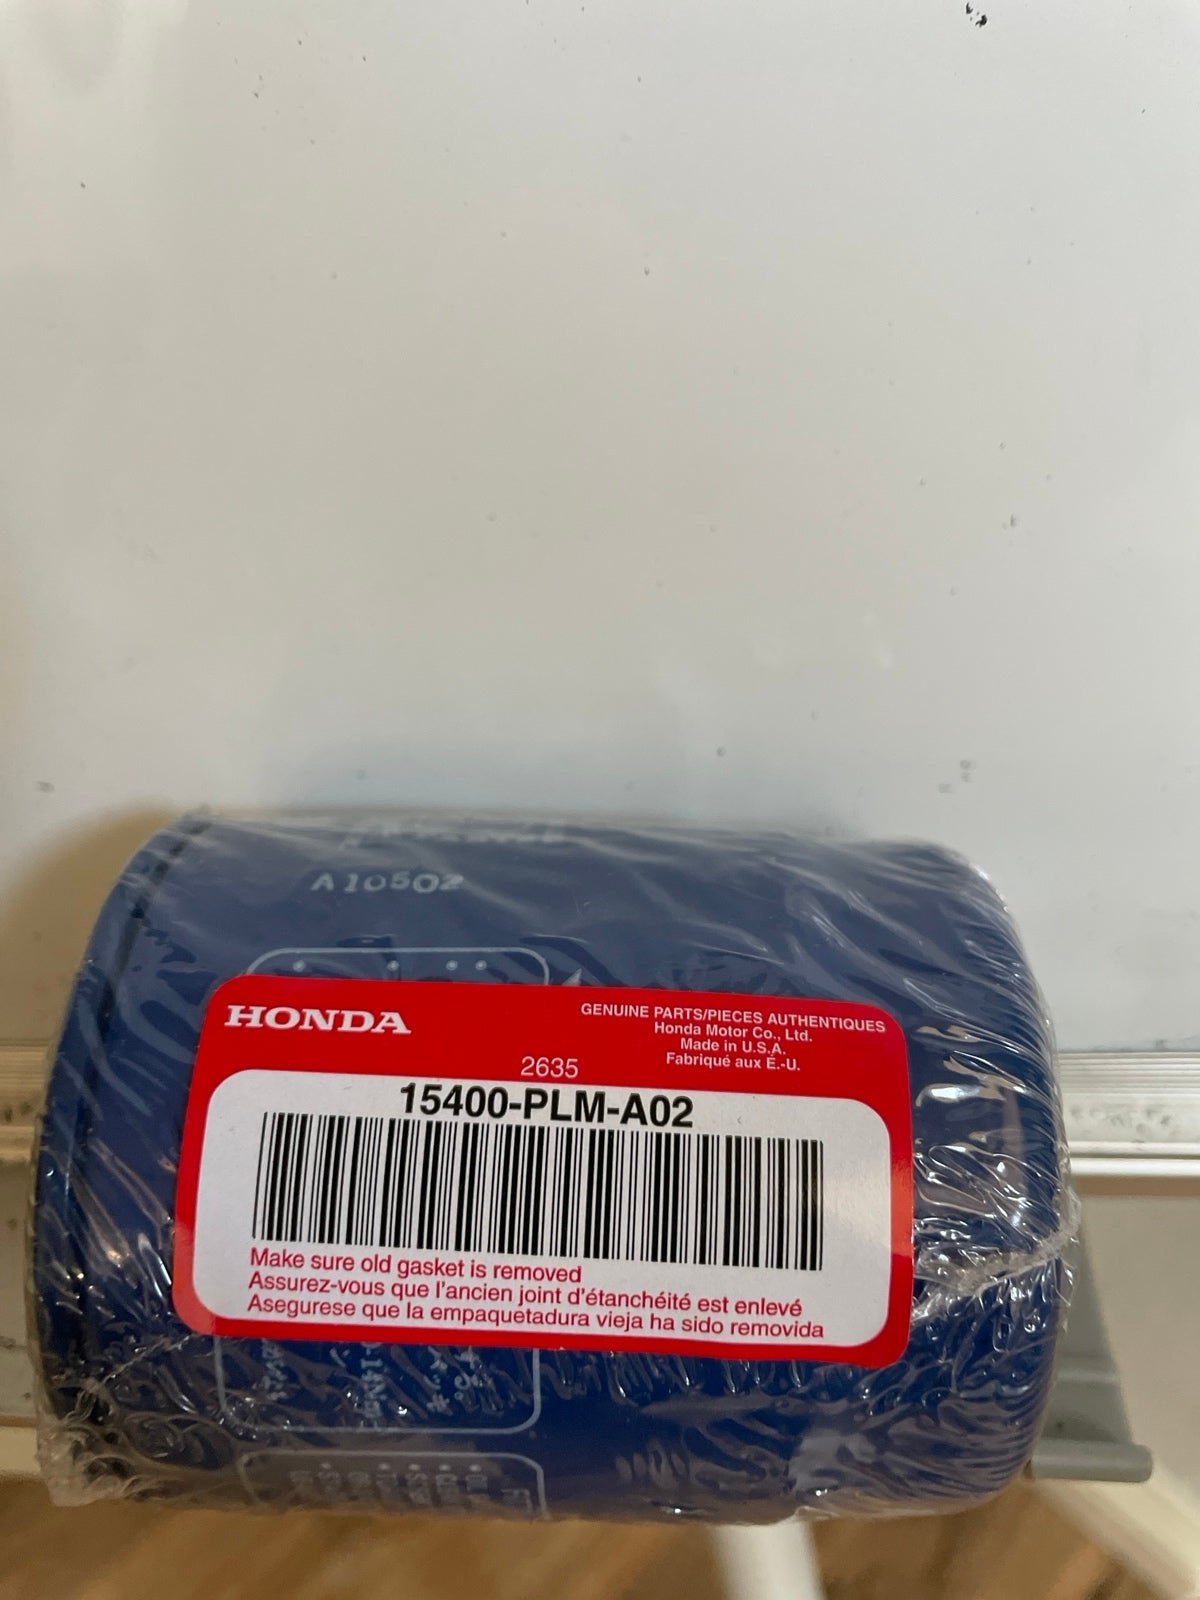 A10502
HONDA
GENUINE PARTS/PIECES AUTHENTIQUES
Honda Motor Co., Ltd.
Made in U.S.A.
Fabriqué aux É.-U.
2635
15400-PLM-A02
Make sure old gasket is removed
Assurez-vous que l'ancien joint d'étanchéité est enlevé
Asegurese que la empaquetadura vieja ha sido removida